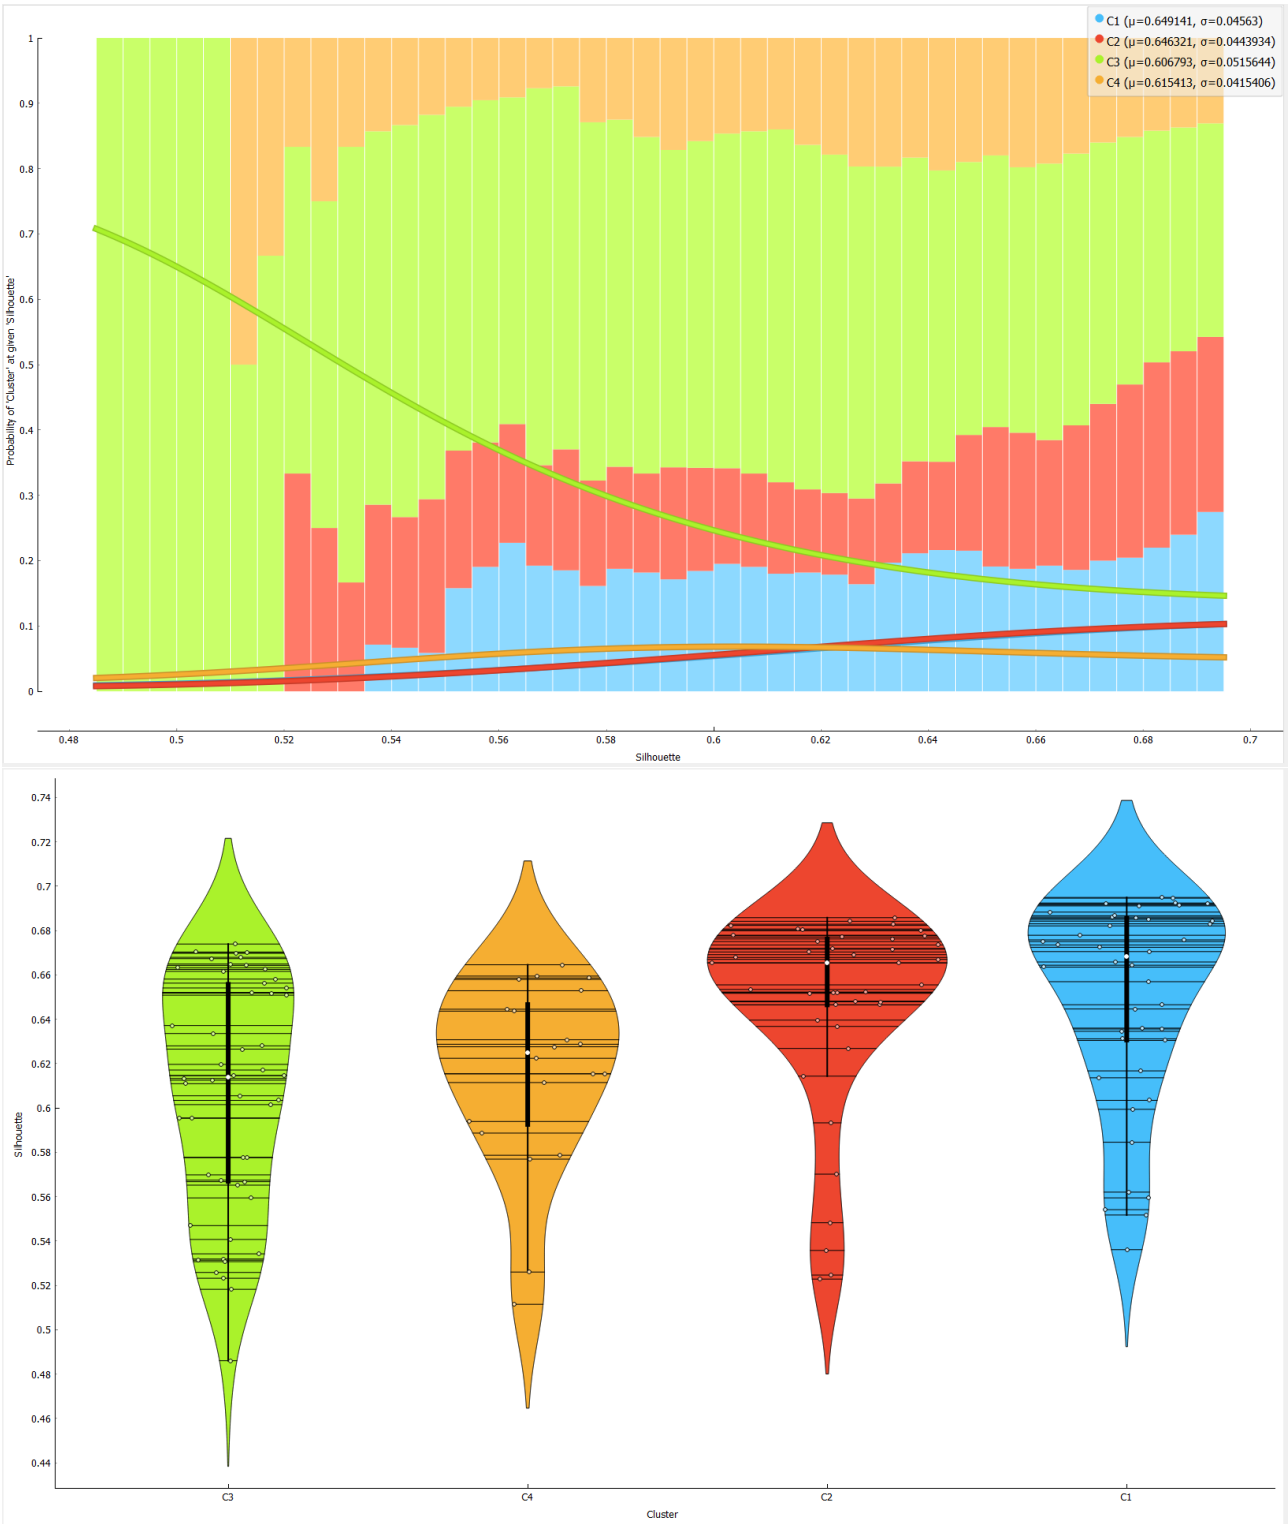 C1 (μ=0.649141, σ=0.04563)
C2 (μ=0.646321, σ=0.0443934)
C3 (μ=0.606793, σ=0.0515644)
C4 (μ=0.615413, σ=0.0415406)
1
0.9
0.8
0.7
0.6
0.5
0.4
0.3
0.2
0.1
0
Probability of 'Cluster' at given 'Silhouette'
0.48 0.5 0.52 0.54 0.56 0.58 0.6 0.62 0.64 0.66 0.68 0.7
Silhouette
0.74
0.72
0.7
0.68
0.66
0.64
0.62
0.6
0.58
0.56
0.54
0.52
0.5
0.48
0.46
0.44
Silhouette
C3 C4 C2 C1
Cluster